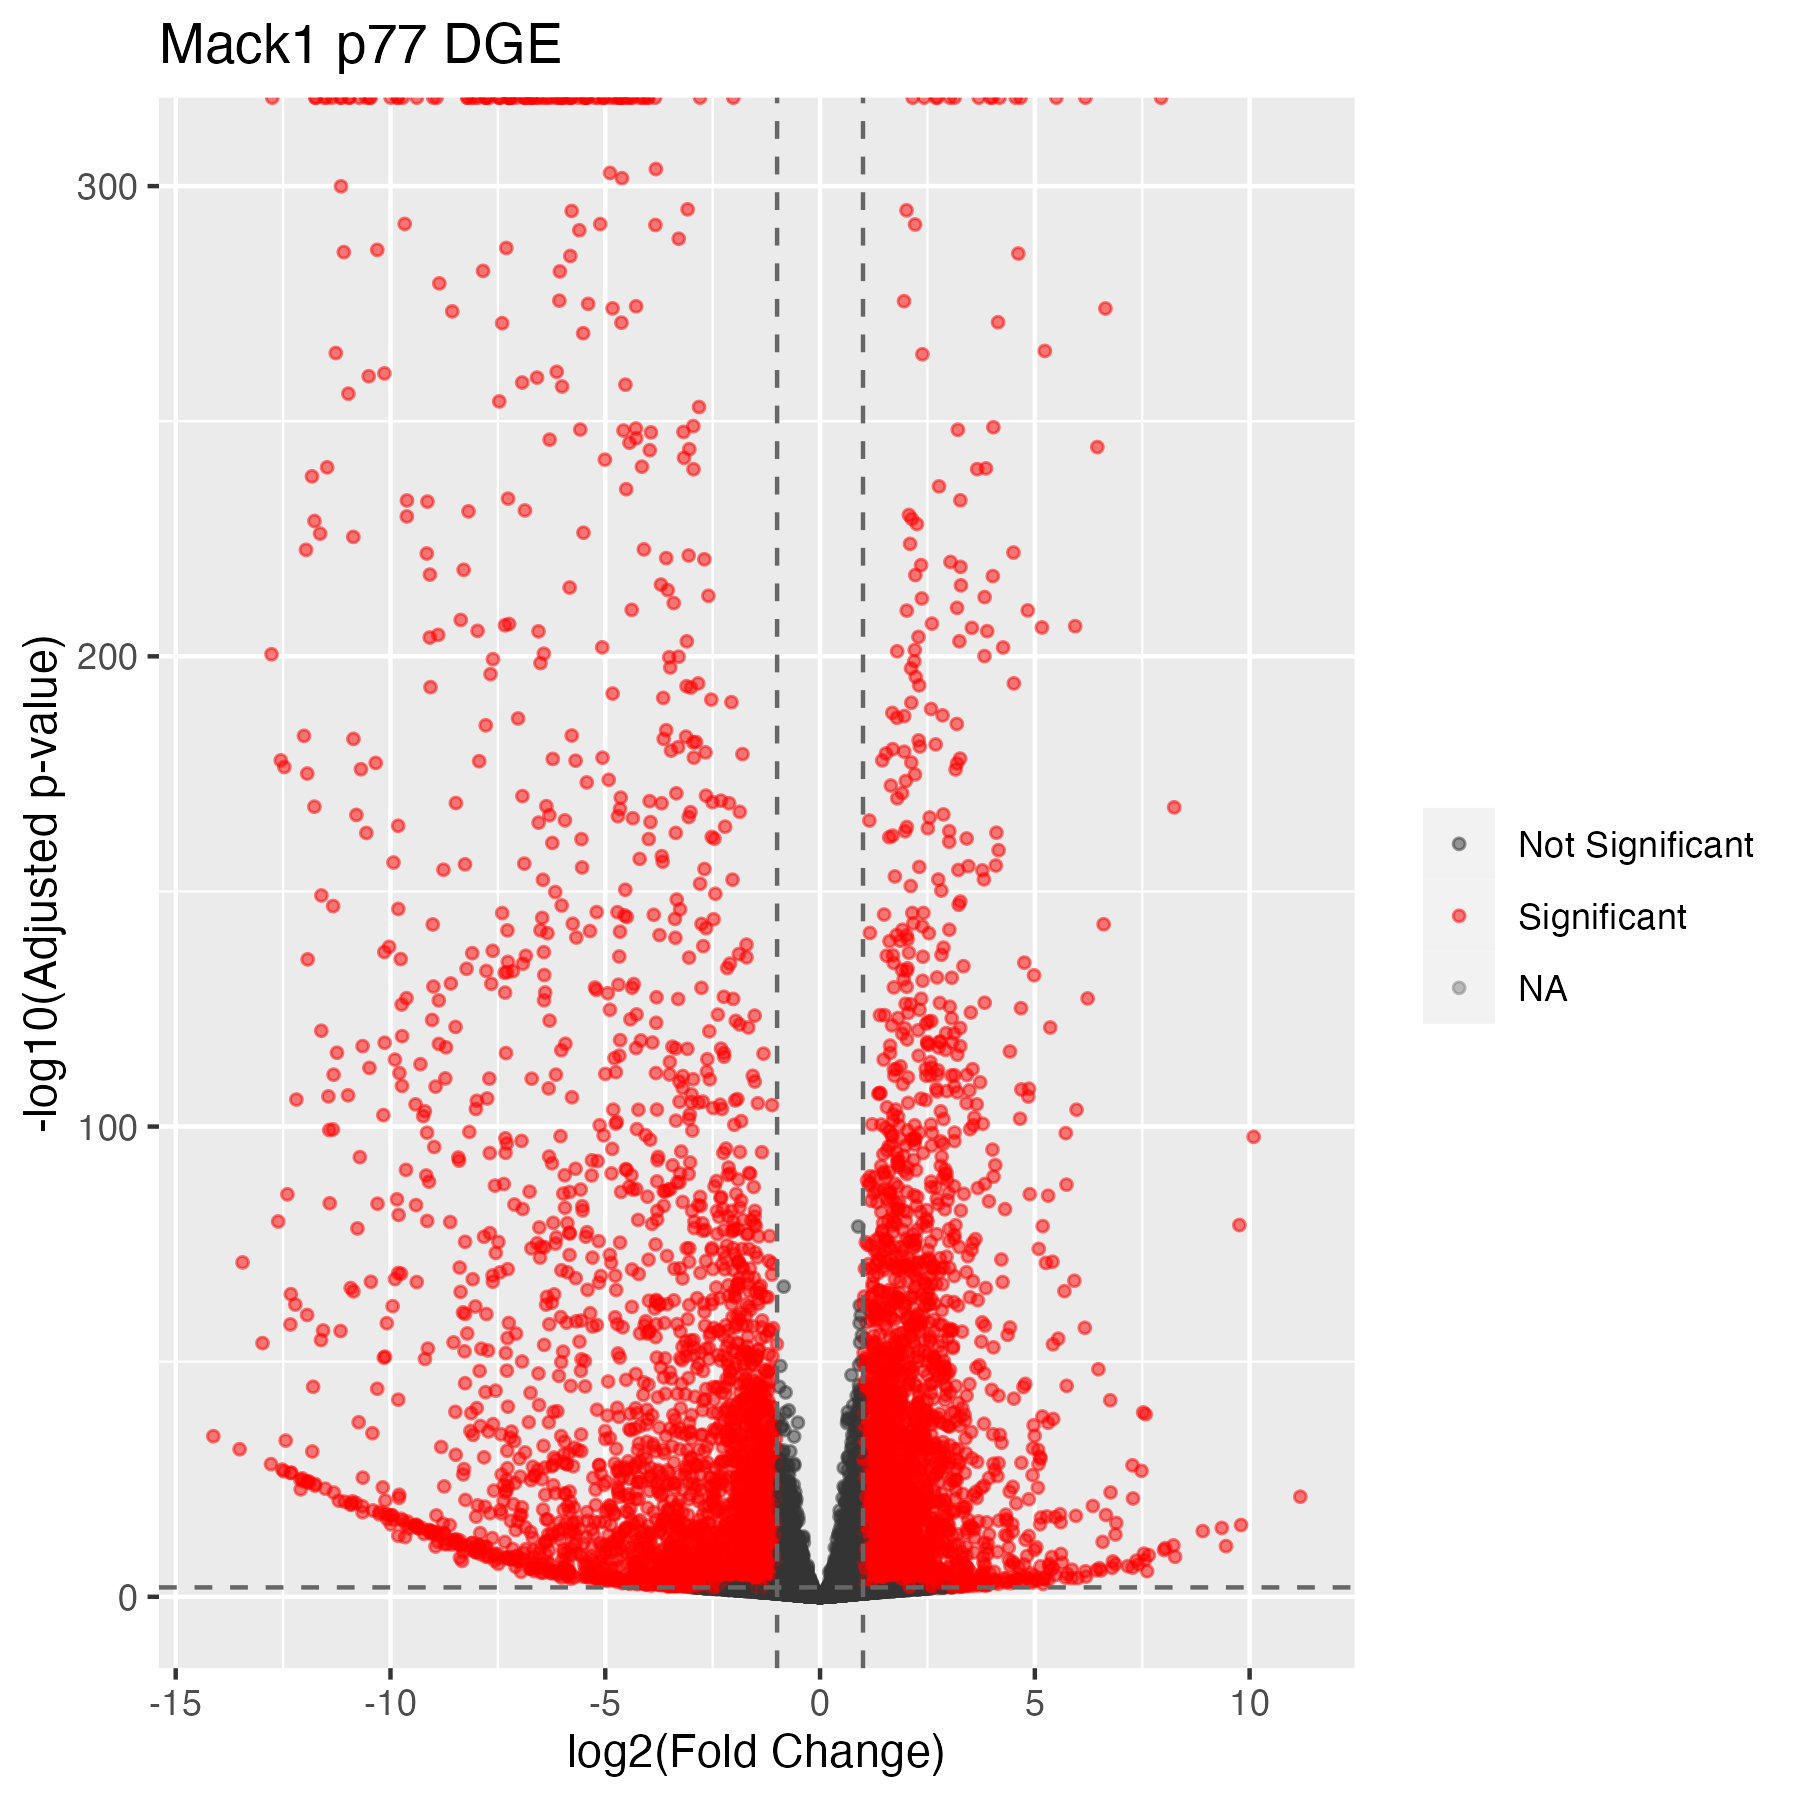 Mack1 p77 DGE
-log10(Adjusted p-value)
300
200
100
0
-15 -10 -5 0 5 10
log2(Fold Change)
Not Significant
Significant
NA